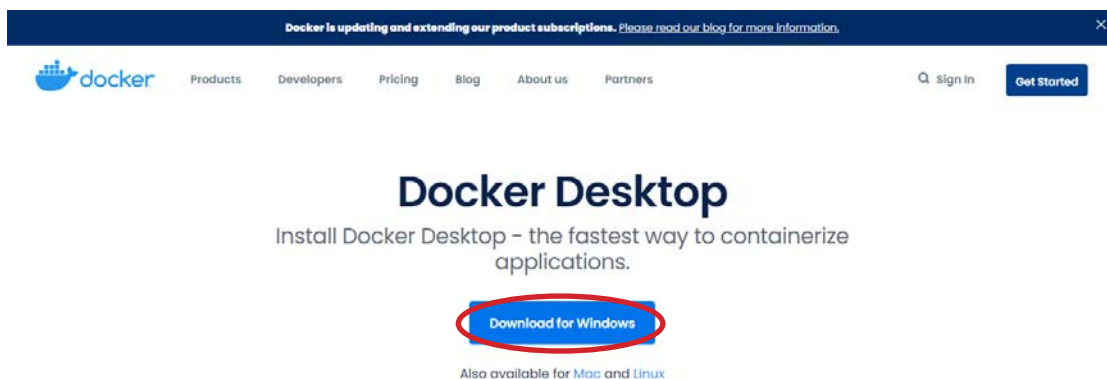 Docker is updating and extending our product subscriptions. Please read our blog for more information. ×
docker Products Developers Pricing Blog About us Partners Sign In Get Started
Docker Desktop
Install Docker Desktop - the fastest way to containerize
applications.
Download for Windows
Also available for Mac and Linux